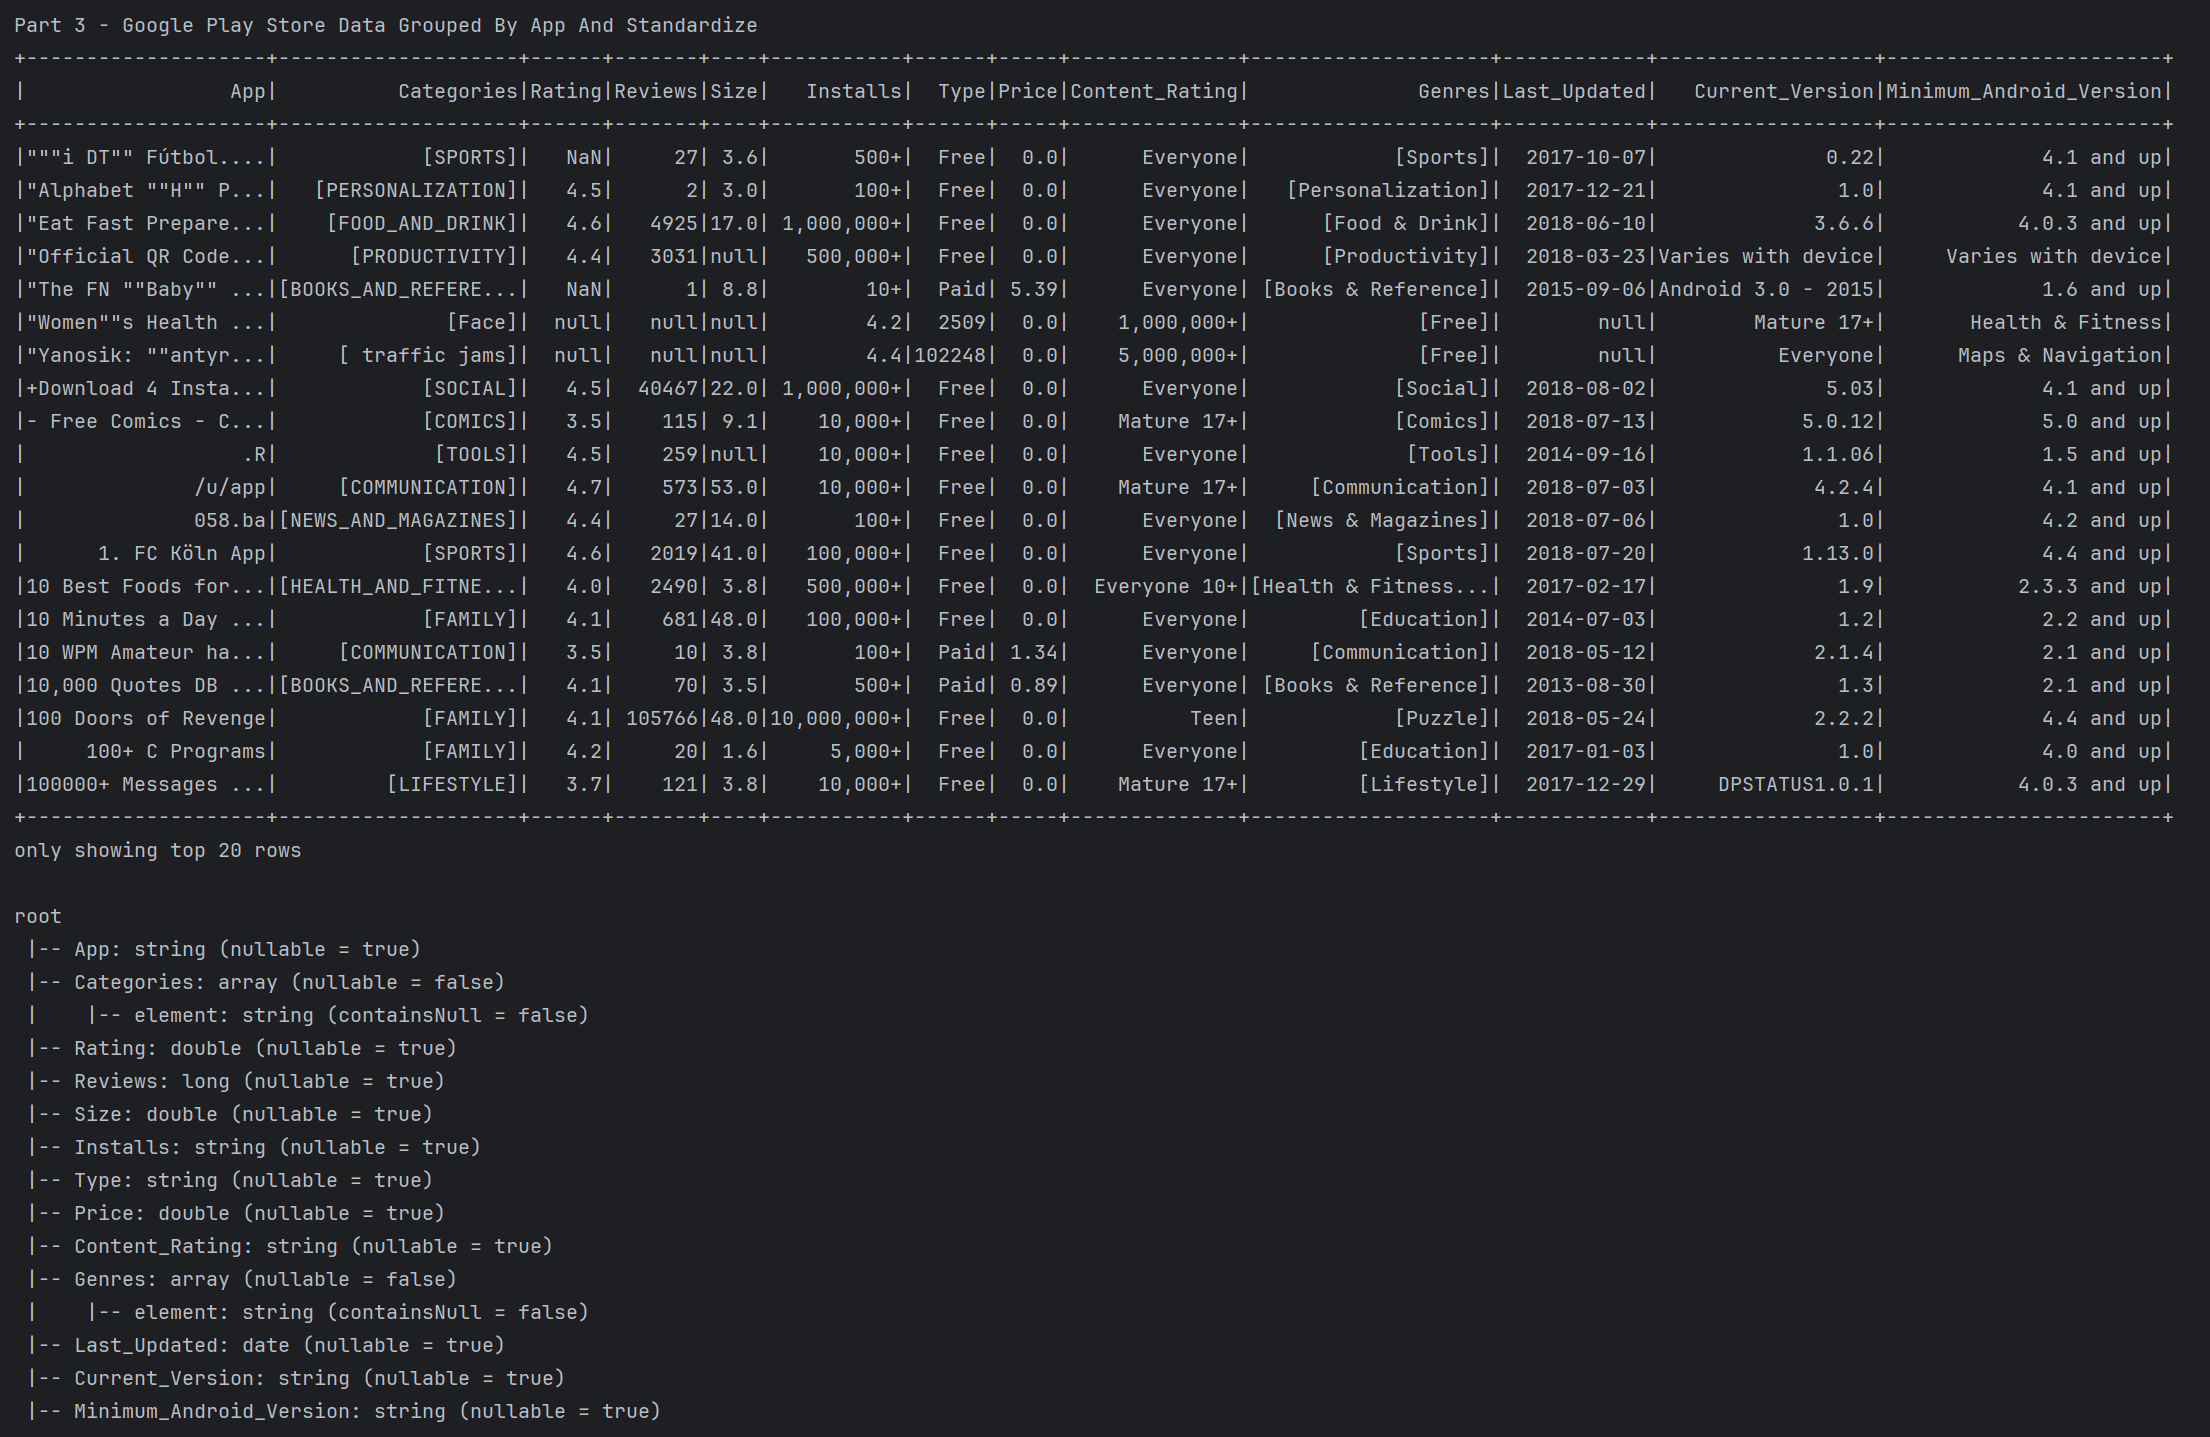 Part 3 - Google Play Store Data Grouped By App And Standardize
+--------------------+--------------------+------+-------+----+-----------+------+-----+--------------+--------------------+------------+------------------+-----------------------+
|                 App|          Categories|Rating|Reviews|Size|   Installs|  Type|Price|Content_Rating|              Genres|Last_Updated|   Current_Version|Minimum_Android_Version|
+--------------------+--------------------+------+-------+----+-----------+------+-----+--------------+--------------------+------------+------------------+-----------------------+
|"""i DT"" Fútbol....|            [SPORTS]|   NaN|     27| 3.6|       500+|  Free|  0.0|      Everyone|            [Sports]|  2017-10-07|              0.22|             4.1 and up|
|"Alphabet ""H"" P...|   [PERSONALIZATION]|   4.5|      2| 3.0|       100+|  Free|  0.0|      Everyone|   [Personalization]|  2017-12-21|               1.0|             4.1 and up|
|"Eat Fast Prepare...|    [FOOD_AND_DRINK]|   4.6|   4925|17.0| 1,000,000+|  Free|  0.0|      Everyone|      [Food & Drink]|  2018-06-10|             3.6.6|           4.0.3 and up|
|"Official QR Code...|      [PRODUCTIVITY]|   4.4|   3031|null|   500,000+|  Free|  0.0|      Everyone|      [Productivity]|  2018-03-23|Varies with device|     Varies with device|
|"The FN ""Baby"" ...|[BOOKS_AND_REFERE...|   NaN|      1| 8.8|        10+|  Paid| 5.39|      Everyone| [Books & Reference]|  2015-09-06|Android 3.0 - 2015|             1.6 and up|
|"Women""s Health ...|              [Face]|  null|   null|null|        4.2|  2509|  0.0|    1,000,000+|              [Free]|        null|        Mature 17+|       Health & Fitness|
|"Yanosik: ""antyr...|     [ traffic jams]|  null|   null|null|        4.4|102248|  0.0|    5,000,000+|              [Free]|        null|          Everyone|      Maps & Navigation|
|+Download 4 Insta...|            [SOCIAL]|   4.5|  40467|22.0| 1,000,000+|  Free|  0.0|      Everyone|            [Social]|  2018-08-02|              5.03|             4.1 and up|
|- Free Comics - C...|            [COMICS]|   3.5|    115| 9.1|    10,000+|  Free|  0.0|    Mature 17+|            [Comics]|  2018-07-13|            5.0.12|             5.0 and up|
|                  .R|             [TOOLS]|   4.5|    259|null|    10,000+|  Free|  0.0|      Everyone|             [Tools]|  2014-09-16|            1.1.06|             1.5 and up|
|              /u/app|     [COMMUNICATION]|   4.7|    573|53.0|    10,000+|  Free|  0.0|    Mature 17+|     [Communication]|  2018-07-03|             4.2.4|             4.1 and up|
|              058.ba|[NEWS_AND_MAGAZINES]|   4.4|     27|14.0|       100+|  Free|  0.0|      Everyone|  [News & Magazines]|  2018-07-06|               1.0|             4.2 and up|
|      1. FC Köln App|            [SPORTS]|   4.6|   2019|41.0|   100,000+|  Free|  0.0|      Everyone|            [Sports]|  2018-07-20|            1.13.0|             4.4 and up|
|10 Best Foods for...|[HEALTH_AND_FITNE...|   4.0|   2490| 3.8|   500,000+|  Free|  0.0|  Everyone 10+|[Health & Fitness...|  2017-02-17|               1.9|           2.3.3 and up|
|10 Minutes a Day ...|            [FAMILY]|   4.1|    681|48.0|   100,000+|  Free|  0.0|      Everyone|         [Education]|  2014-07-03|               1.2|             2.2 and up|
|10 WPM Amateur ha...|     [COMMUNICATION]|   3.5|     10| 3.8|       100+|  Paid| 1.34|      Everyone|     [Communication]|  2018-05-12|             2.1.4|             2.1 and up|
|10,000 Quotes DB ...|[BOOKS_AND_REFERE...|   4.1|     70| 3.5|       500+|  Paid| 0.89|      Everyone| [Books & Reference]|  2013-08-30|               1.3|             2.1 and up|
|100 Doors of Revenge|            [FAMILY]|   4.1| 105766|48.0|10,000,000+|  Free|  0.0|          Teen|            [Puzzle]|  2018-05-24|             2.2.2|             4.4 and up|
|     100+ C Programs|            [FAMILY]|   4.2|     20| 1.6|     5,000+|  Free|  0.0|      Everyone|         [Education]|  2017-01-03|               1.0|             4.0 and up|
|100000+ Messages ...|         [LIFESTYLE]|   3.7|    121| 3.8|    10,000+|  Free|  0.0|    Mature 17+|         [Lifestyle]|  2017-12-29|     DPSTATUS1.0.1|           4.0.3 and up|
+--------------------+--------------------+------+-------+----+-----------+------+-----+--------------+--------------------+------------+------------------+-----------------------+
only showing top 20 rows
root
 |-- App: string (nullable = true)
 |-- Categories: array (nullable = false)
 |    |-- element: string (containsNull = false)
 |-- Rating: double (nullable = true)
 |-- Reviews: long (nullable = true)
 |-- Size: double (nullable = true)
 |-- Installs: string (nullable = true)
 |-- Type: string (nullable = true)
 |-- Price: double (nullable = true)
 |-- Content_Rating: string (nullable = true)
 |-- Genres: array (nullable = false)
 |    |-- element: string (containsNull = false)
 |-- Last_Updated: date (nullable = true)
 |-- Current_Version: string (nullable = true)
 |-- Minimum_Android_Version: string (nullable = true)